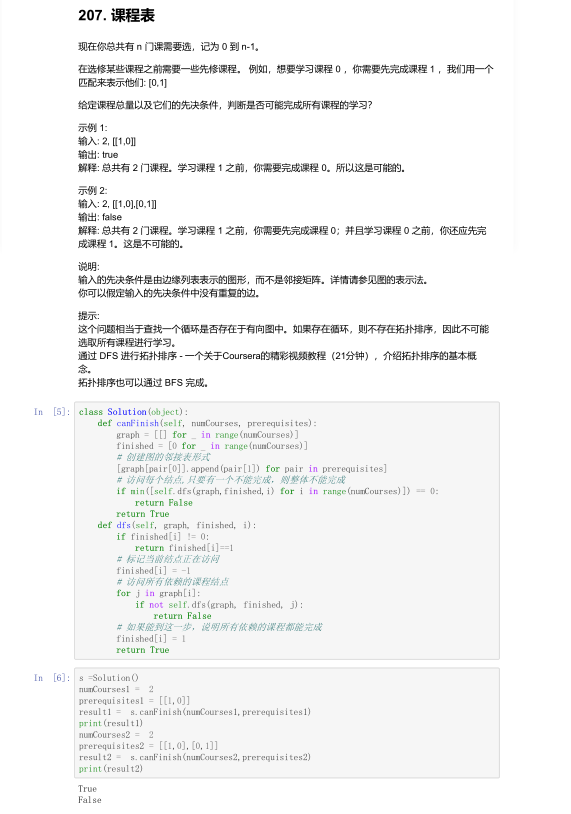 207. 课程表
现在你总共有 n 门课需要选，记为 0 到 n-1。
在选修某些课程之前需要一些先修课程。 例如，想要学习课程 0 ，你需要先完成课程 1 ，我们用一个
匹配来表示他们: [0,1]
给定课程总量以及它们的先决条件，判断是否可能完成所有课程的学习？
示例 1:
输入: 2, [[1,0]]
输出: true
解释: 总共有 2 门课程。学习课程 1 之前，你需要完成课程 0。所以这是可能的。
示例 2:
输入: 2, [[1,0],[0,1]]
输出: false
解释: 总共有 2 门课程。学习课程 1 之前，你需要先完成课程 0；并且学习课程 0 之前，你还应先完
成课程 1。这是不可能的。
说明:
输入的先决条件是由边缘列表表示的图形，而不是邻接矩阵。详情请参见图的表示法。
你可以假定输入的先决条件中没有重复的边。
提示:
这个问题相当于查找一个循环是否存在于有向图中。如果存在循环，则不存在拓扑排序，因此不可能
选取所有课程进行学习。
通过 DFS 进行拓扑排序 - 一个关于Coursera的精彩视频教程（21分钟），介绍拓扑排序的基本概
念。
拓扑排序也可以通过 BFS 完成。
In [5]: class Solution(object):
def canFinish(self, numCourses, prerequisites):
graph = [[] for _ in range(numCourses)]
finished = [0 for _ in range(numCourses)]
# 创建图的邻接表形式
[graph[pair[0]].append(pair[1]) for pair in prerequisites]
# 访问每个结点,只要有一个不能完成，则整体不能完成
if min([self.dfs(graph,finished,i) for i in range(numCourses)]) == 0:
return False
return True
def dfs(self, graph, finished, i):
if finished[i] != 0:
return finished[i]==1
# 标记当前结点正在访问
finished[i] = -1
# 访问所有依赖的课程结点
for j in graph[i]:
if not self.dfs(graph, finished, j):
return False
# 如果能到这一步，说明所有依赖的课程都能完成
finished[i] = 1
return True
In [6]: s =Solution()
numCourses1 = 2
prerequisites1 = [[1,0]]
result1 = s.canFinish(numCourses1,prerequisites1)
print(result1)
numCourses2 = 2
prerequisites2 = [[1,0],[0,1]]
result2 = s.canFinish(numCourses2,prerequisites2)
print(result2)
True
False